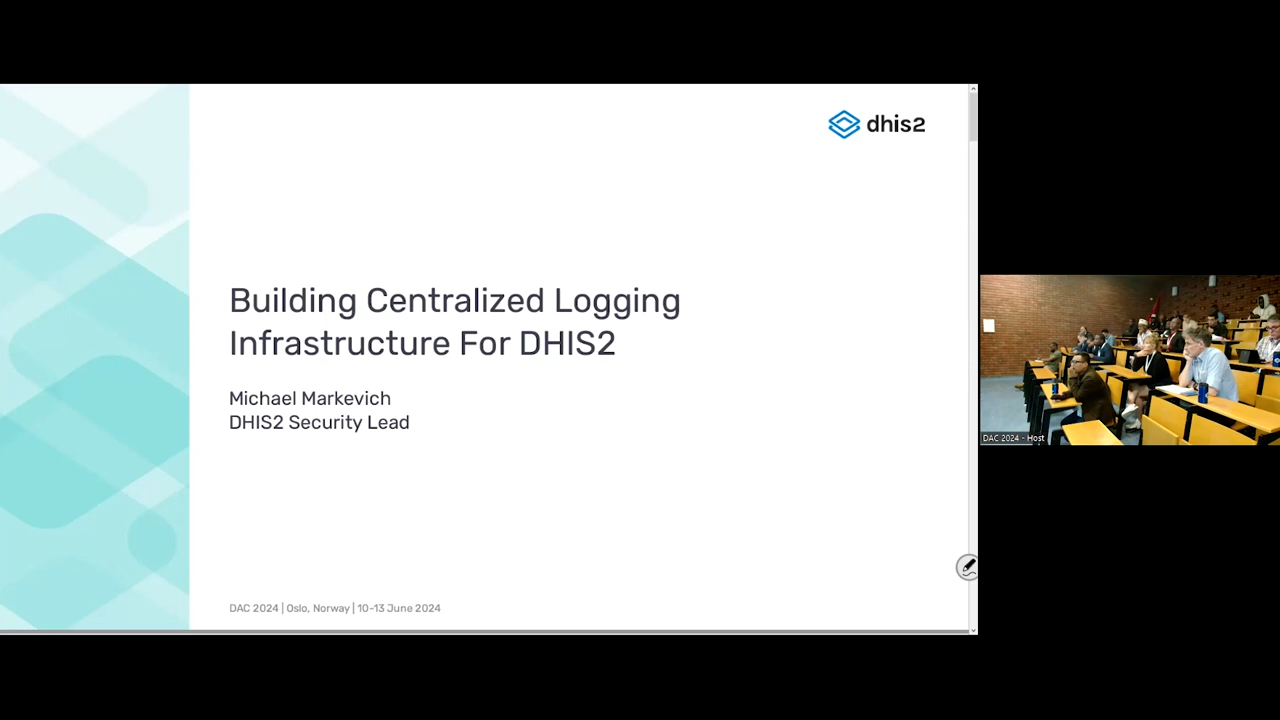 dhis2
Building Centralized Logging
Infrastructure For DHIS2
Michael Markevich
DHIS2 Security Lead
DAC 2024 | Oslo, Norway | 10-13 June 2024
DAC 2024 - Host